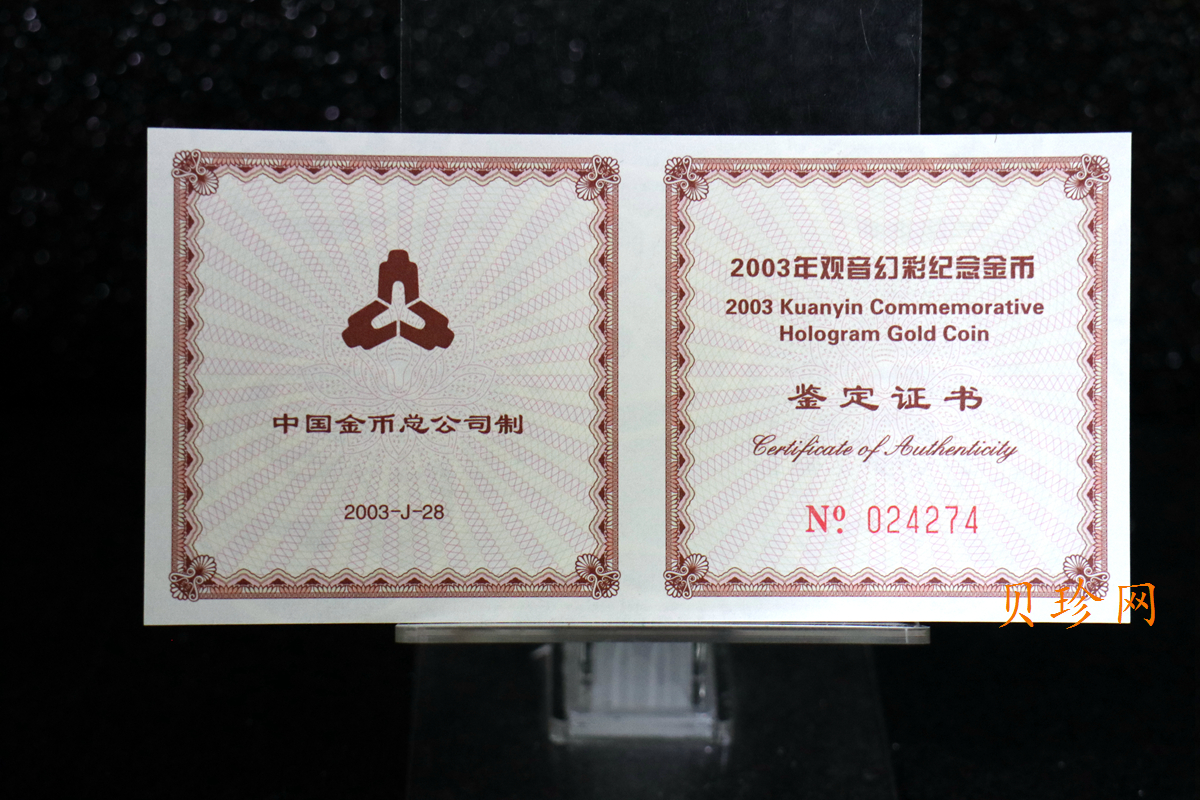 中国金币总公司制
2003-J-28
2003年观音幻彩纪念金币
2003 Kuanyin Commemorative
Hologram Gold Coin
鉴定证书
Certificate of Authenticity
Nº 024274
贝珍网